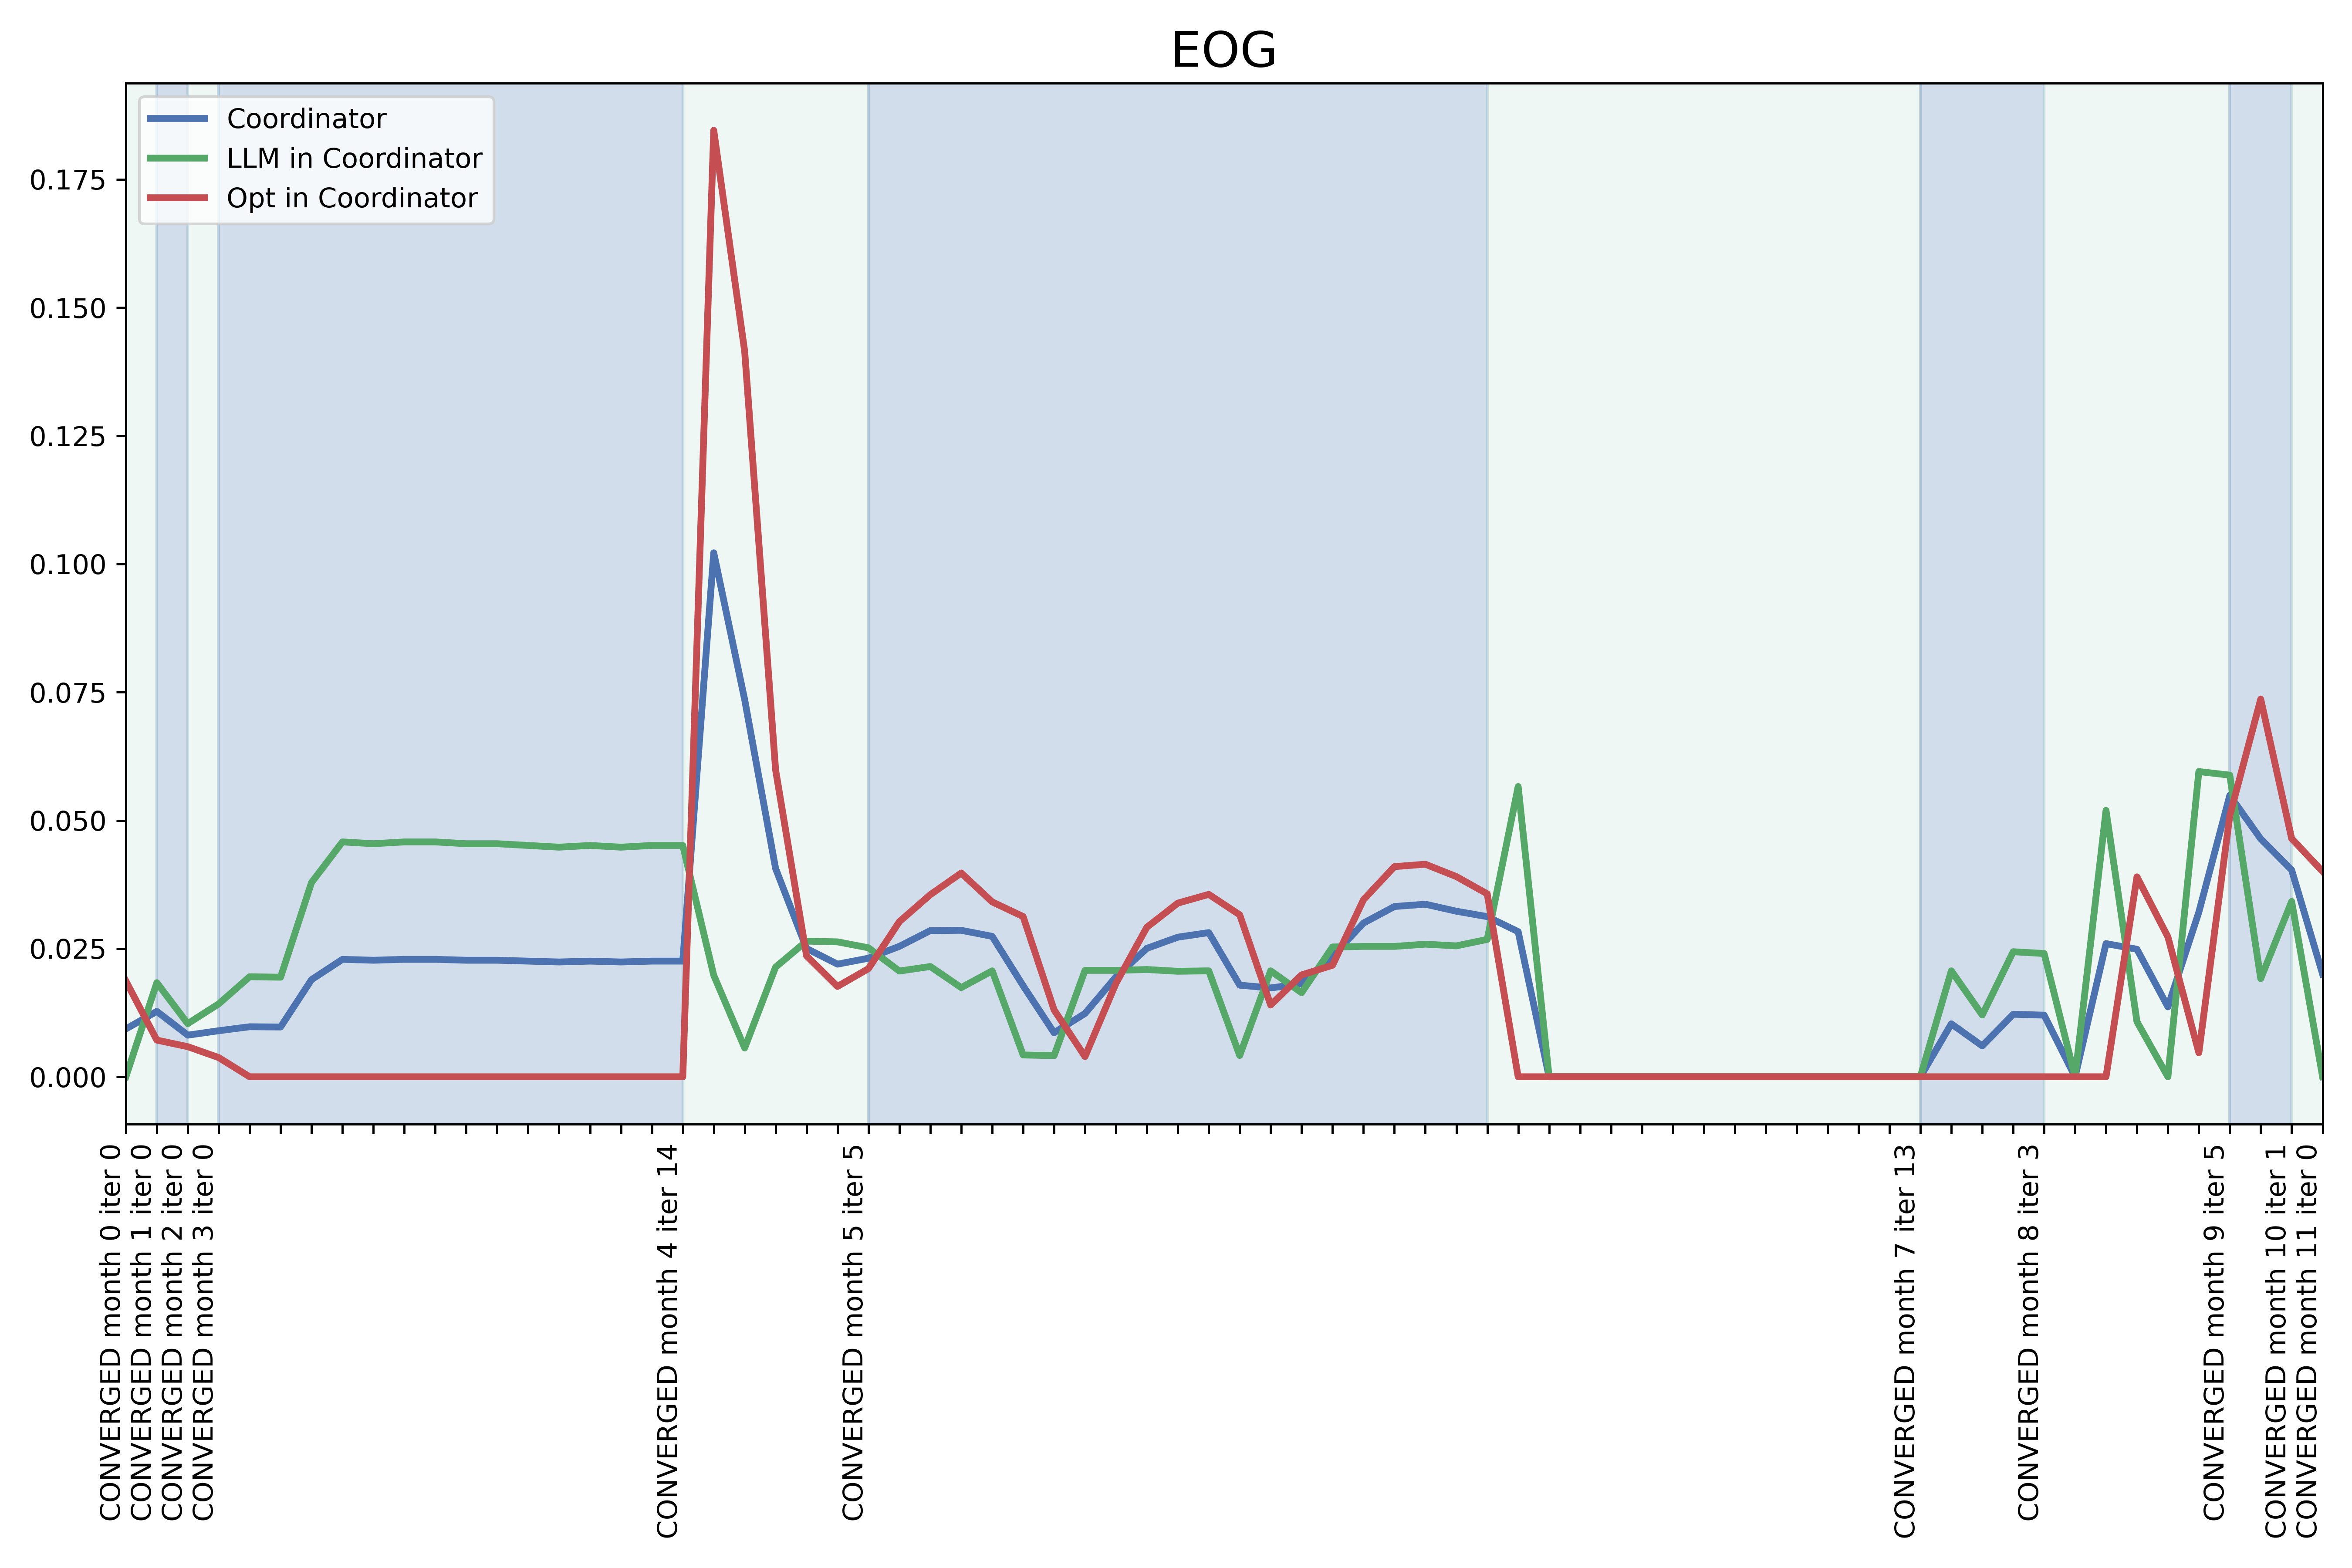 EOG
Coordinator
LLM in Coordinator
Opt in Coordinator
0.175
0.150
0.125
0.100
0.075
0.050
0.025
0.000
CONVERGED month 0 iter 0
CONVERGED month 1 iter 0
CONVERGED month 2 iter 0
CONVERGED month 3 iter 0
CONVERGED month 4 iter 14
CONVERGED month 5 iter 5
CONVERGED month 7 iter 13
CONVERGED month 8 iter 3
CONVERGED month 9 iter 5
CONVERGED month 10 iter 1
CONVERGED month 11 iter 0